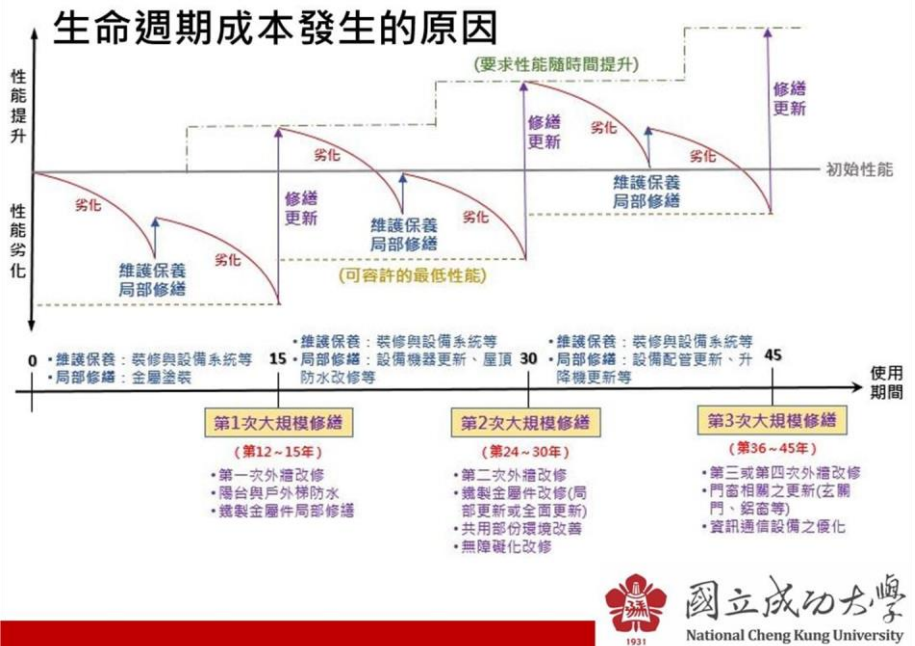 生命週期成本發生的原因
性能提升
性能劣化
(要求性能隨時間提升)
初始性能
劣化
維護保養
局部修繕
劣化
修繕
更新
劣化
維護保養
局部修繕
劣化
(可容許的最低性能)
修繕
更新
劣化
維護保養
局部修繕
劣化
修繕
更新
0
•維護保養：裝修與設備系統等
•局部修繕：金屬塗裝
15
•維護保養：裝修與設備系統等
•局部修繕：設備機器更新、屋頂
防水改修等
30
•維護保養：裝修與設備系統等
•局部修繕：設備配管更新、升
降機更新等
45
使用
期間
第1次大規模修繕
(第12~15年)
•第一次外牆改修
•陽台與戶外梯防水
•鐵製金屬件局部修繕
第2次大規模修繕
(第24~30年)
•第二次外牆改修
•鐵製金屬件改修(局
部更新或全面更新)
•共用部份環境改善
•無障礙化改修
第3次大規模修繕
(第36~45年)
•第三或第四次外牆改修
•門窗相關之更新(玄關
門、鋁窗等)
•資訊通信設備之優化
1931
國立成功大學
National Cheng Kung University